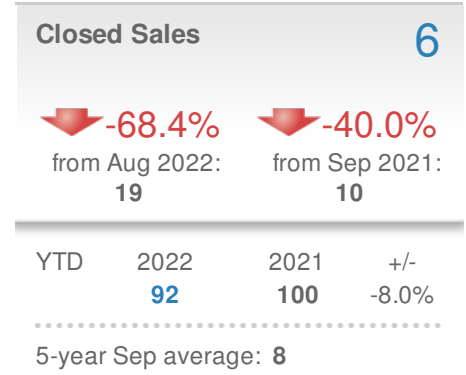 Closed Sales 6
-68.4% -40.0%
from Aug 2022: from Sep 2021:
19 10
YTD 2022 2021 +/-
92 100 -8.0%
5-year Sep average: 8